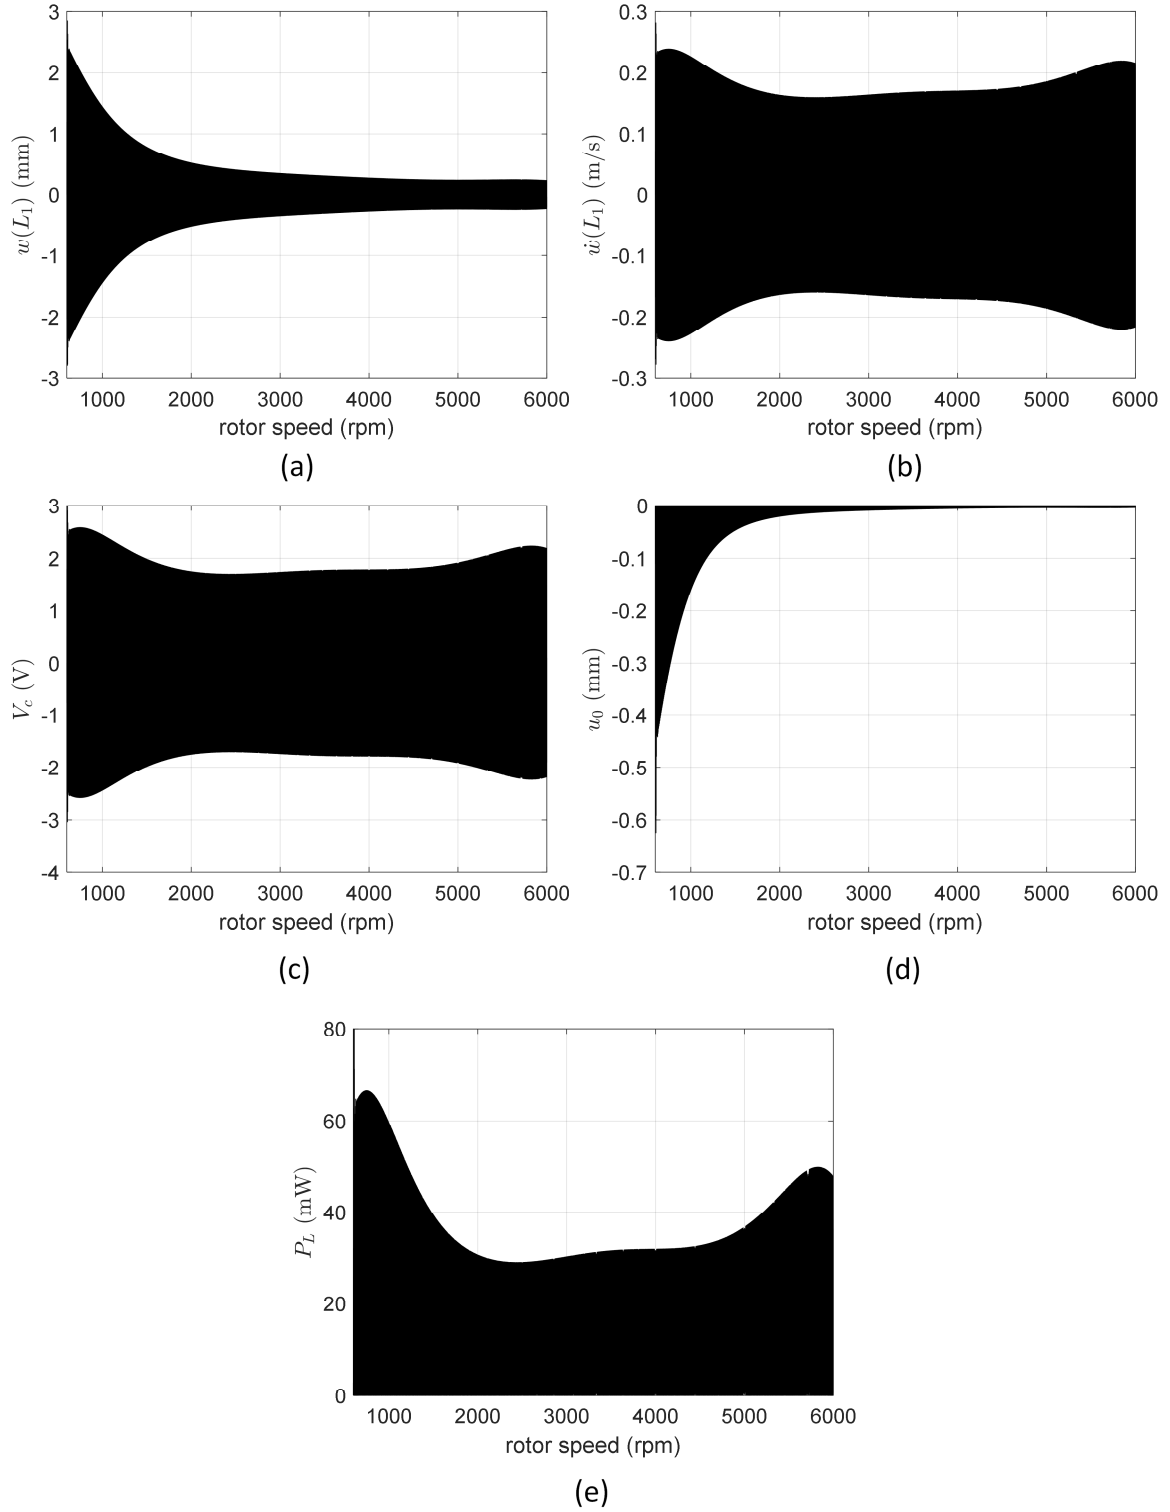 3
2
1
0
-1
-2
-3
w(L₁) (mm)
1000 2000 3000 4000 5000 6000
rotor speed (rpm)
(a)
0.3
0.2
0.1
0
-0.1
-0.2
-0.3
ẇ(L₁) (m/s)
1000 2000 3000 4000 5000 6000
rotor speed (rpm)
(b)
3
2
1
0
-1
-2
-3
-4
V_c (V)
1000 2000 3000 4000 5000 6000
rotor speed (rpm)
(c)
0
-0.1
-0.2
-0.3
-0.4
-0.5
-0.6
-0.7
u₀ (mm)
1000 2000 3000 4000 5000 6000
rotor speed (rpm)
(d)
80
60
40
20
0
P_L (mW)
1000 2000 3000 4000 5000 6000
rotor speed (rpm)
(e)